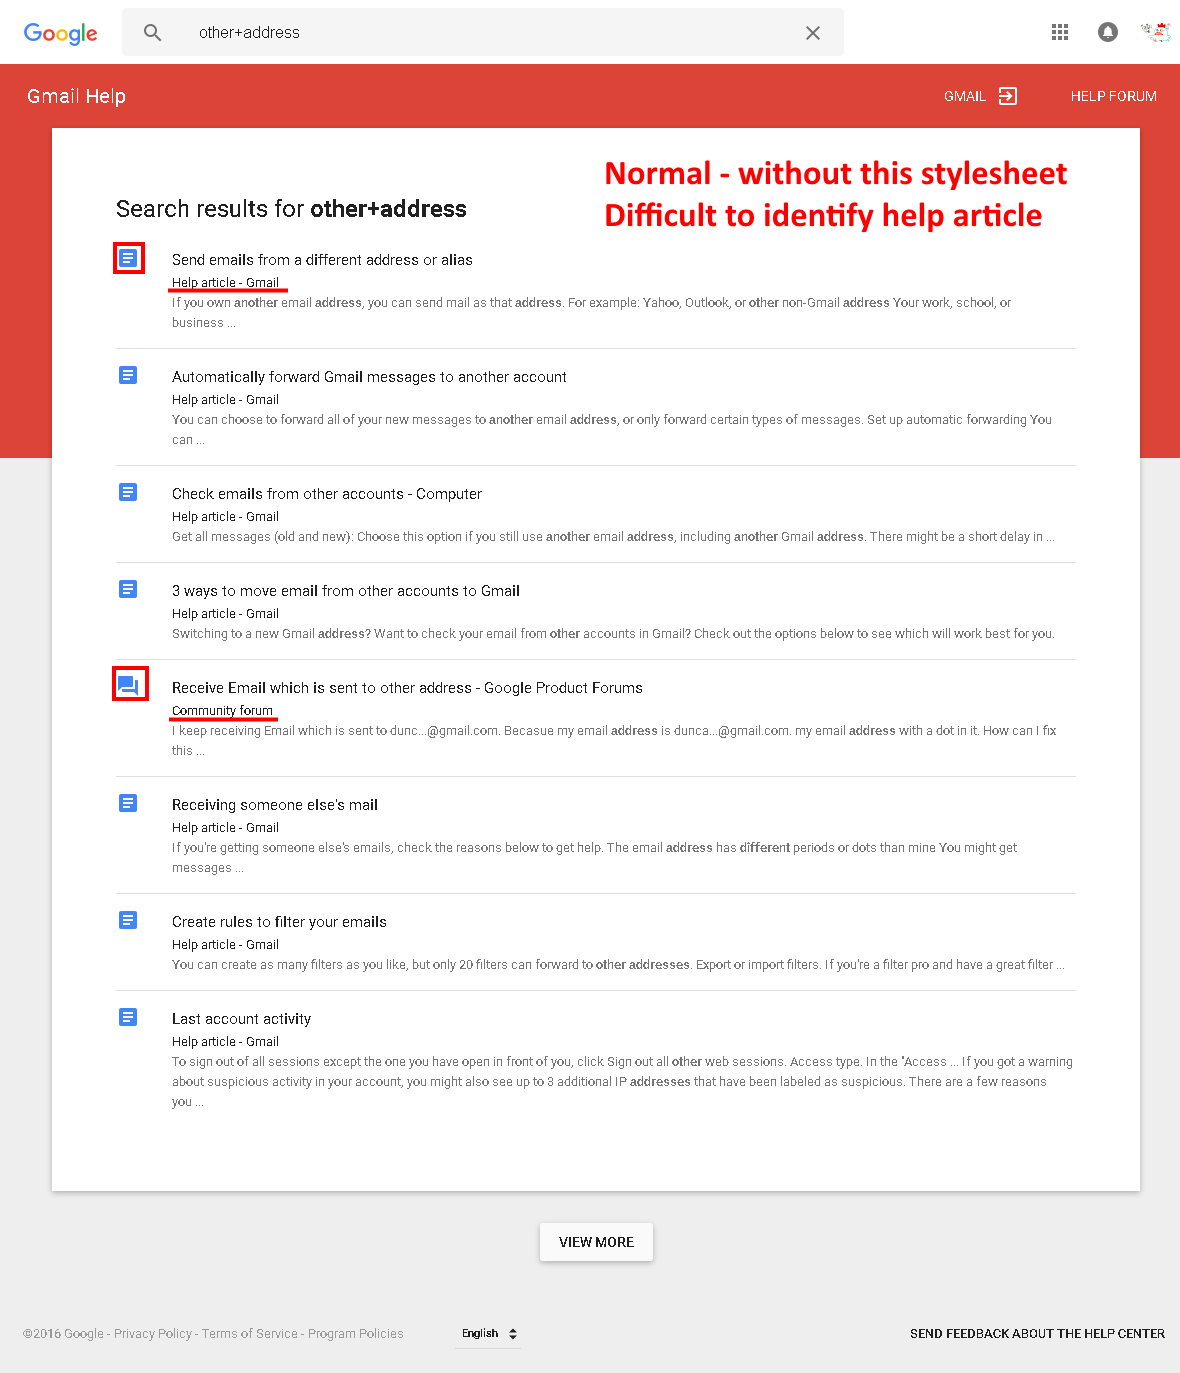 Google
other+address
Gmail Help
GMAIL
HELP FORUM
Normal - without this stylesheet
Difficult to identify help article
Search results for other+address
Send emails from a different address or alias
Help article - Gmail
If you own another email address, you can send mail as that address. For example: Yahoo, Outlook, or other non-Gmail address Your work, school, or
business ...
Automatically forward Gmail messages to another account
Help article - Gmail
You can choose to forward all of your new messages to another email address, or only forward certain types of messages. Set up automatic forwarding You
can ...
Check emails from other accounts - Computer
Help article - Gmail
Get all messages (old and new): Choose this option if you still use another email address, including another Gmail address. There might be a short delay in ...
3 ways to move email from other accounts to Gmail
Help article - Gmail
Switching to a new Gmail address? Want to check your email from other accounts in Gmail? Check out the options below to see which will work best for you.
Receive Email which is sent to other address - Google Product Forums
Community forum
I keep receiving Email which is sent to dunc...@gmail.com. Becasue my email address is dunca...@gmail.com. my email address with a dot in it. How can I fix
this ...
Receiving someone else's mail
Help article - Gmail
If you're getting someone else's emails, check the reasons below to get help. The email address has different periods or dots than mine You might get
messages ...
Create rules to filter your emails
Help article - Gmail
You can create as many filters as you like, but only 20 filters can forward to other addresses. Export or import filters. If you're a filter pro and have a great filter ...
Last account activity
Help article - Gmail
To sign out of all sessions except the one you have open in front of you, click Sign out all other web sessions. Access type. In the "Access ... If you got a warning
about suspicious activity in your account, you might also see up to 3 additional IP addresses that have been labeled as suspicious. There are a few reasons
you ...
VIEW MORE
©2016 Google - Privacy Policy - Terms of Service - Program Policies
English
SEND FEEDBACK ABOUT THE HELP CENTER